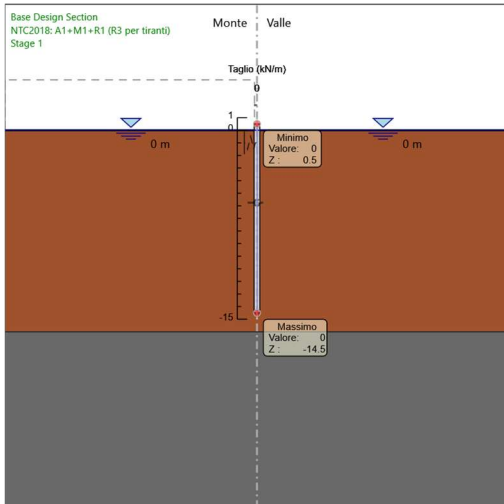 Base Design Section
NTC2018: A1+M1+R1 (R3 per tiranti)
Stage 1
Monte
Valle
Taglio (kN/m)
0
1
0
0 m
0 m
Minimo
Valore: 0
Z : 0.5
-15
Massimo
Valore: 0
Z : -14.5